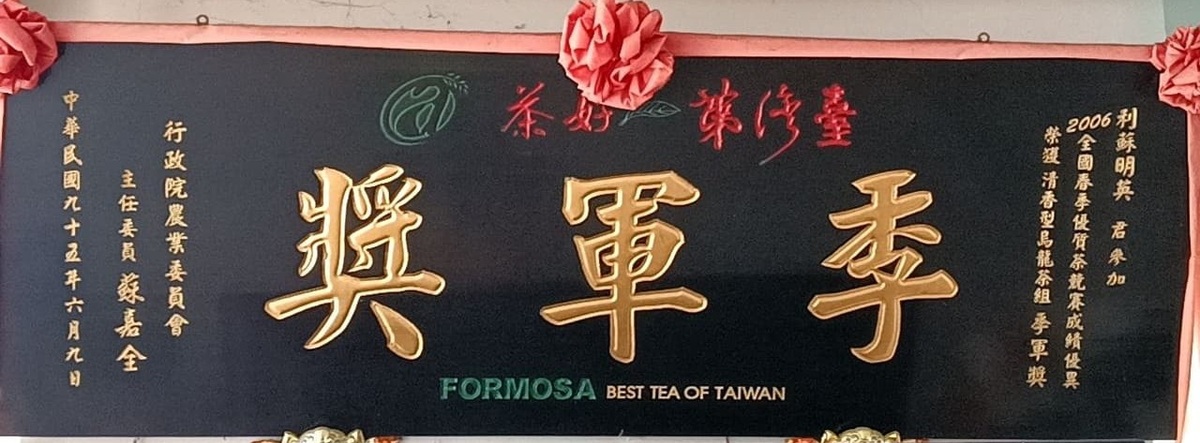 利蘇明英 君 參加
2006全國春季優質茶競賽成績優異
榮獲 清香型烏龍茶組 季軍獎
臺灣第一好茶
季軍獎
FORMOSA BEST TEA OF TAIWAN
行政院農業委員會
主任委員 蘇嘉全
中華民國九十五年六月九日